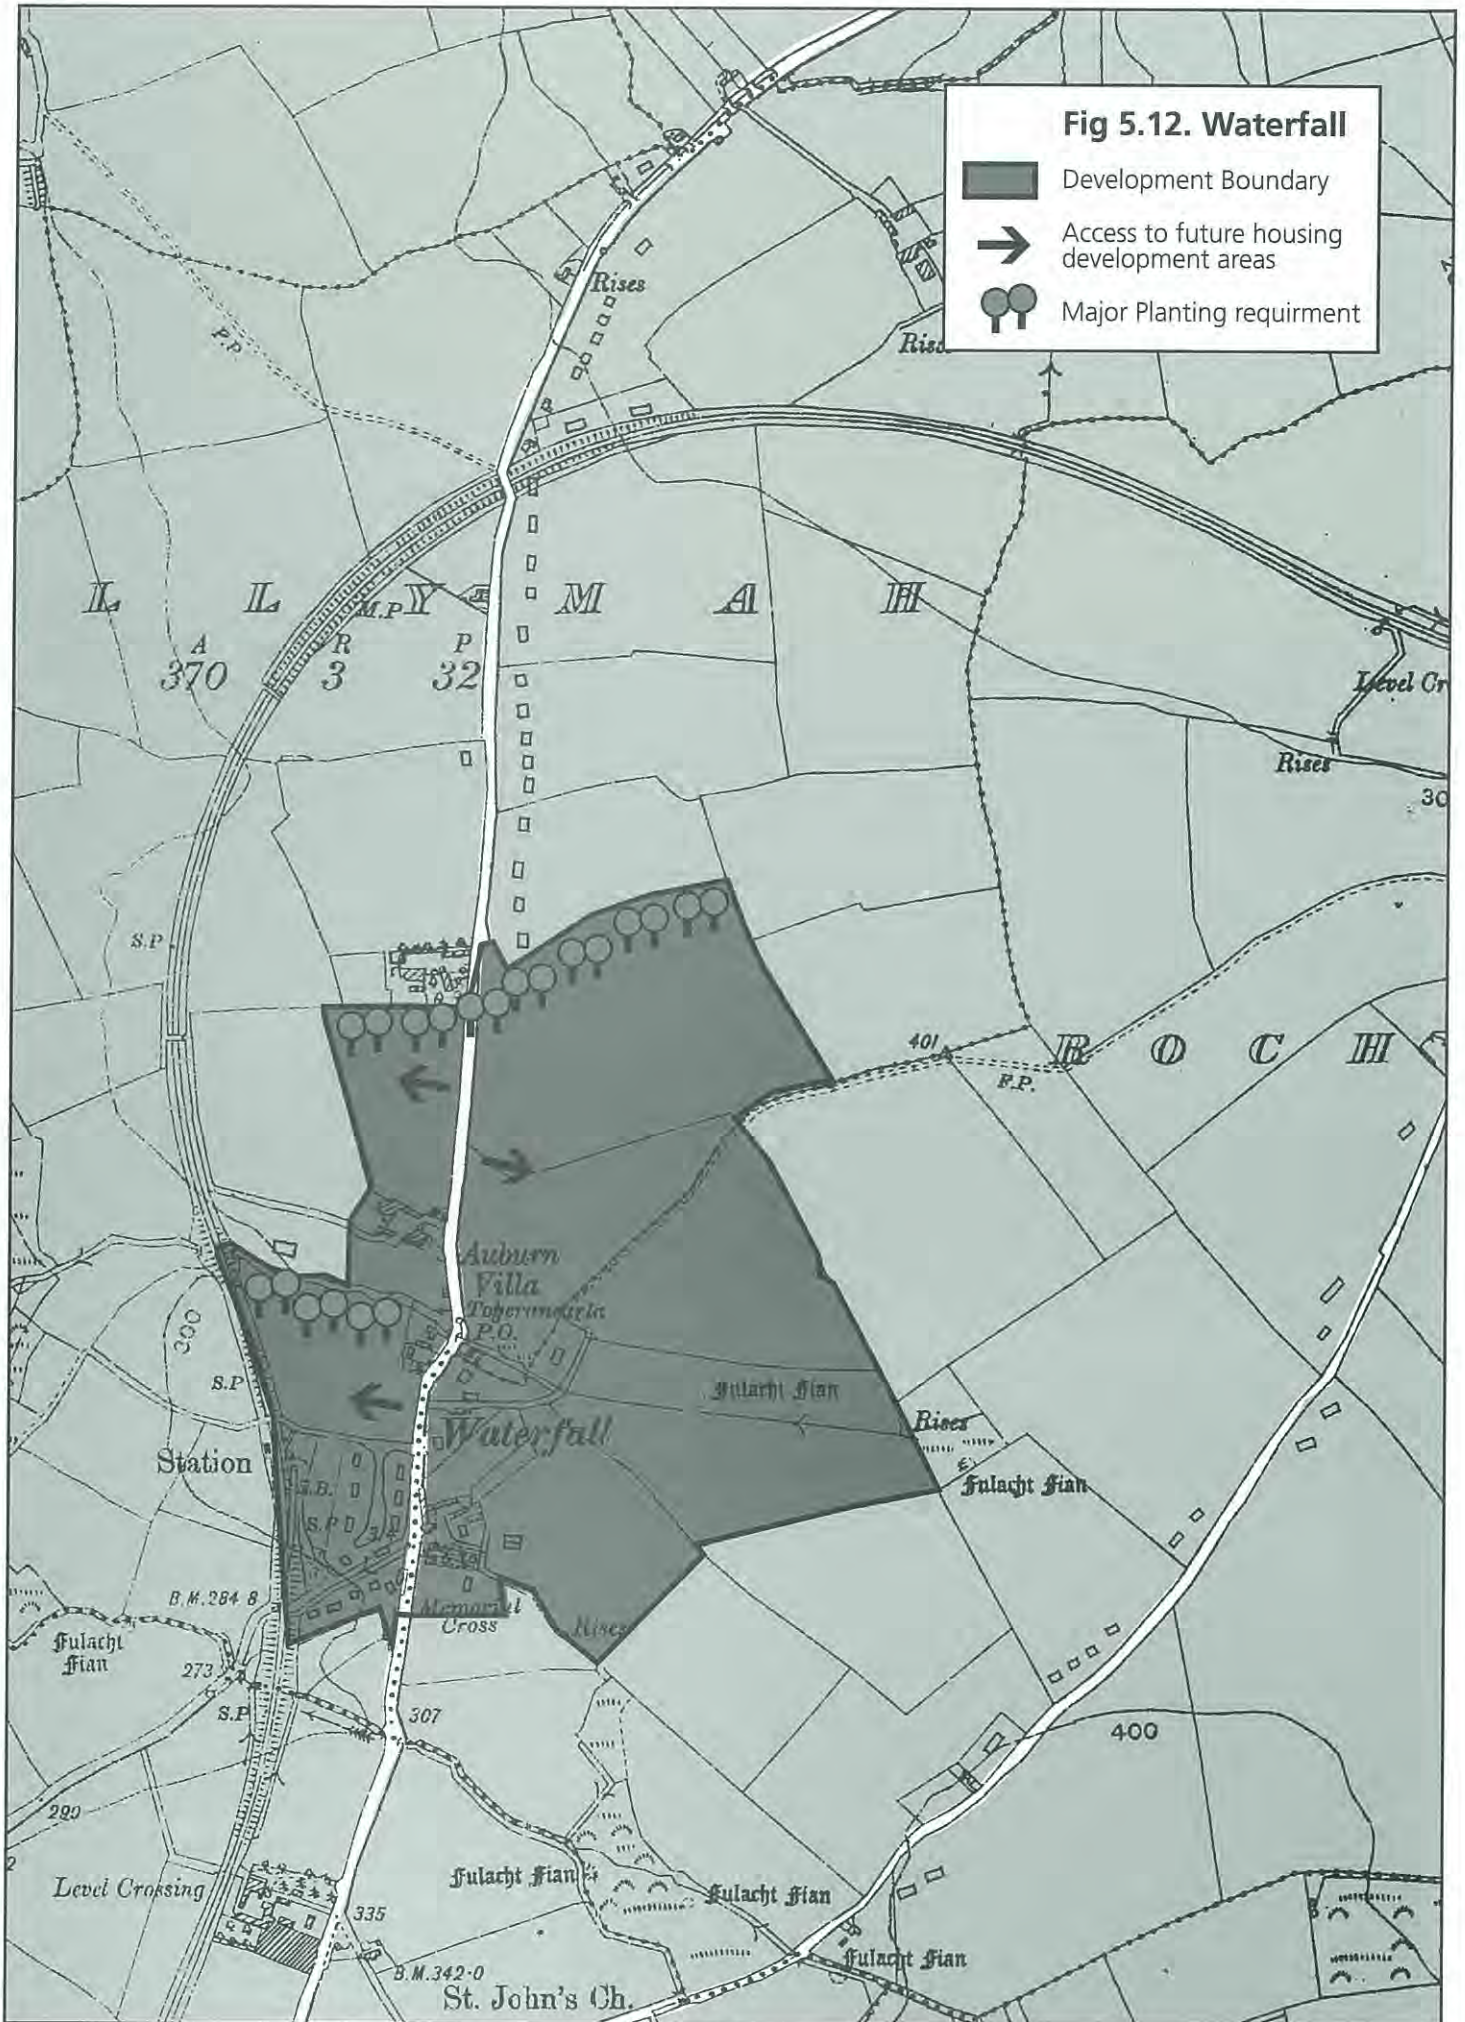 Fig 5.12. Waterfall
Development Boundary
Access to future housing
development areas
Major Planting requirment
Rises
F.P.
L L Y M A H
M.P
A R P
370 3 32
Level Cr
Rises
30
S.P
401
F.P.
R O C H
Auburn
Villa
P.O.
300
S.P
Fulacht Fian
Rises
Waterfall
Station
Fulacht Fian
S.P
B.M.284 8
Memorial
Cross
Rises
Fulacht
Fian
273
S.P
307
400
290
2
Level Crossing
Fulacht Fian
Fulacht Fian
335
Fulacht Fian
B.M.342·0
St. John's Ch.